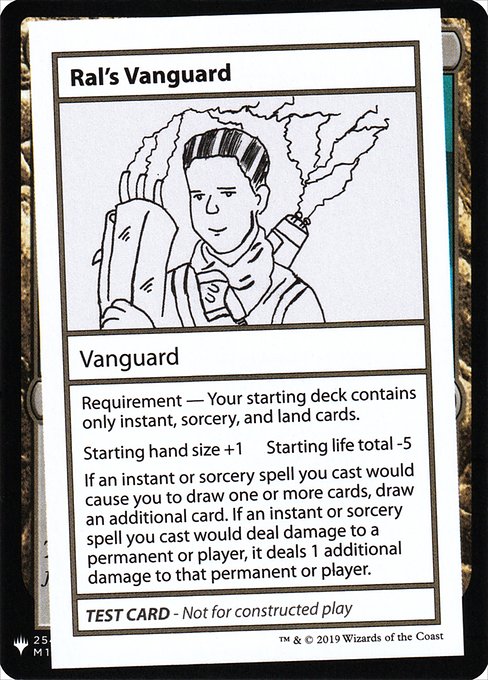 Ral's Vanguard
Vanguard
Requirement — Your starting deck contains
only instant, sorcery, and land cards.
Starting hand size +1 Starting life total -5
If an instant or sorcery spell you cast would
cause you to draw one or more cards, draw
an additional card. If an instant or sorcery
spell you cast would deal damage to a
permanent or player, it deals 1 additional
damage to that permanent or player.
TEST CARD - Not for constructed play
™ & © 2019 Wizards of the Coast